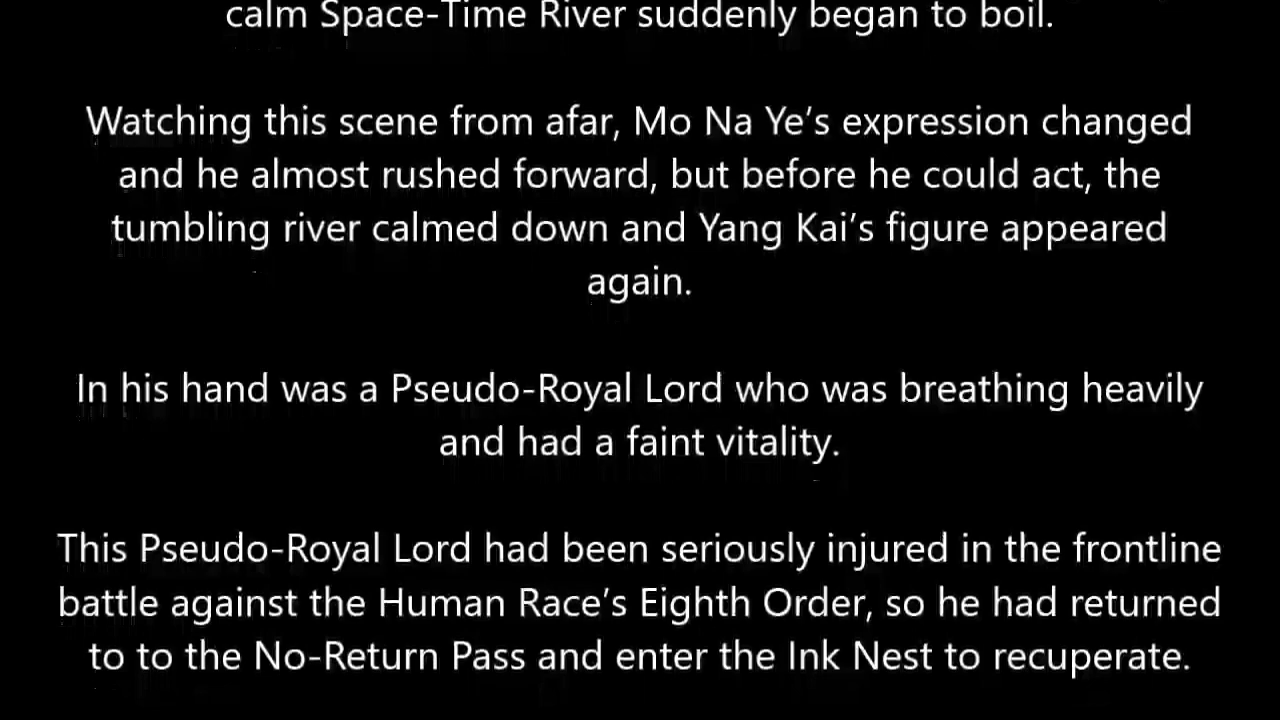 calm Space-Time River suddenly began to boil.
Watching this scene from afar, Mo Na Ye’s expression changed
and he almost rushed forward, but before he could act, the
tumbling river calmed down and Yang Kai’s figure appeared
again.
In his hand was a Pseudo-Royal Lord who was breathing heavily
and had a faint vitality.
This Pseudo-Royal Lord had been seriously injured in the frontline
battle against the Human Race’s Eighth Order, so he had returned
to to the No-Return Pass and enter the Ink Nest to recuperate.